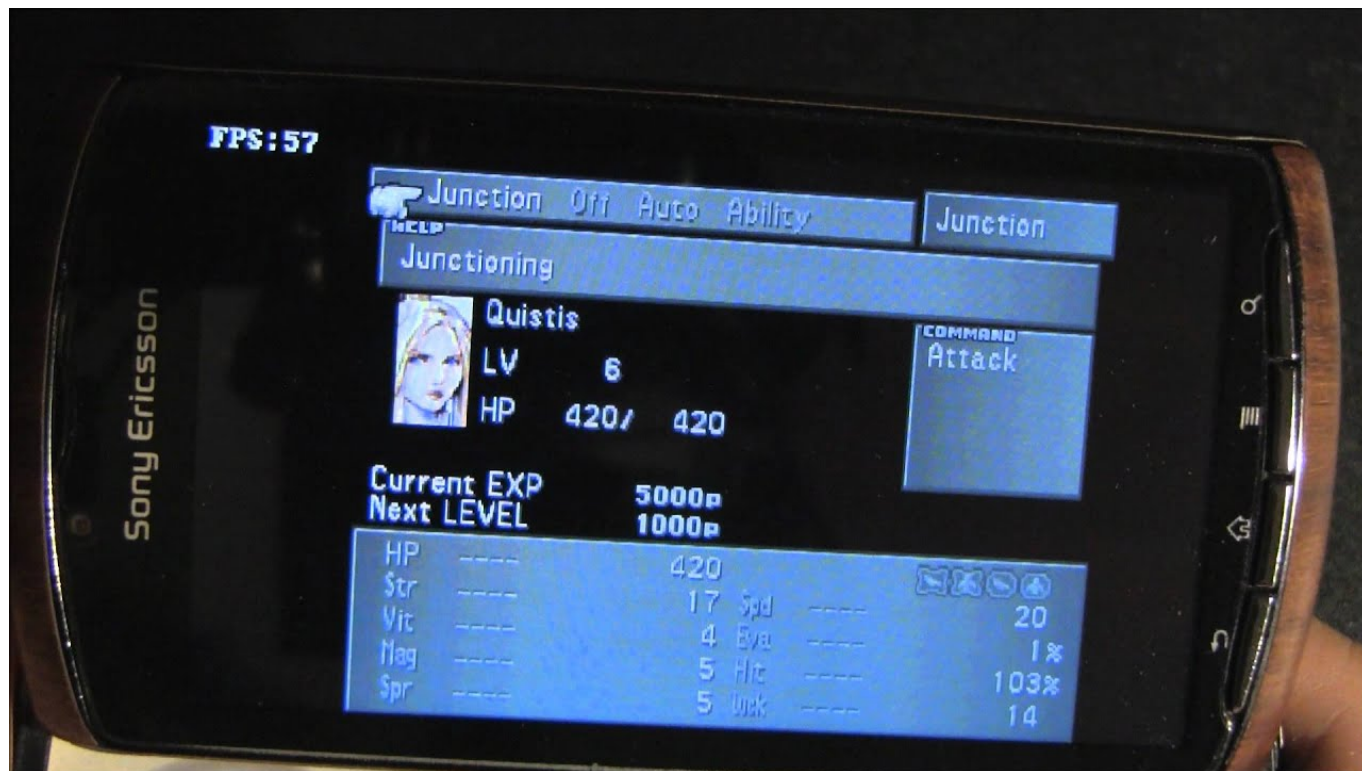 FPS:57
Junction Off Auto Ability
Junction
HELP
Junctioning
Quistis
LV 6
HP 420/ 420
COMMAND
Attack
Current EXP 5000P
Next LEVEL 1000P
HP ---- 420
Str ---- 17 Spd ---- 20
Vit ---- 4 Eva ---- 1%
Mag ---- 5 Hit ---- 103%
Spr ---- 5 Luck ---- 14
Sony Ericsson